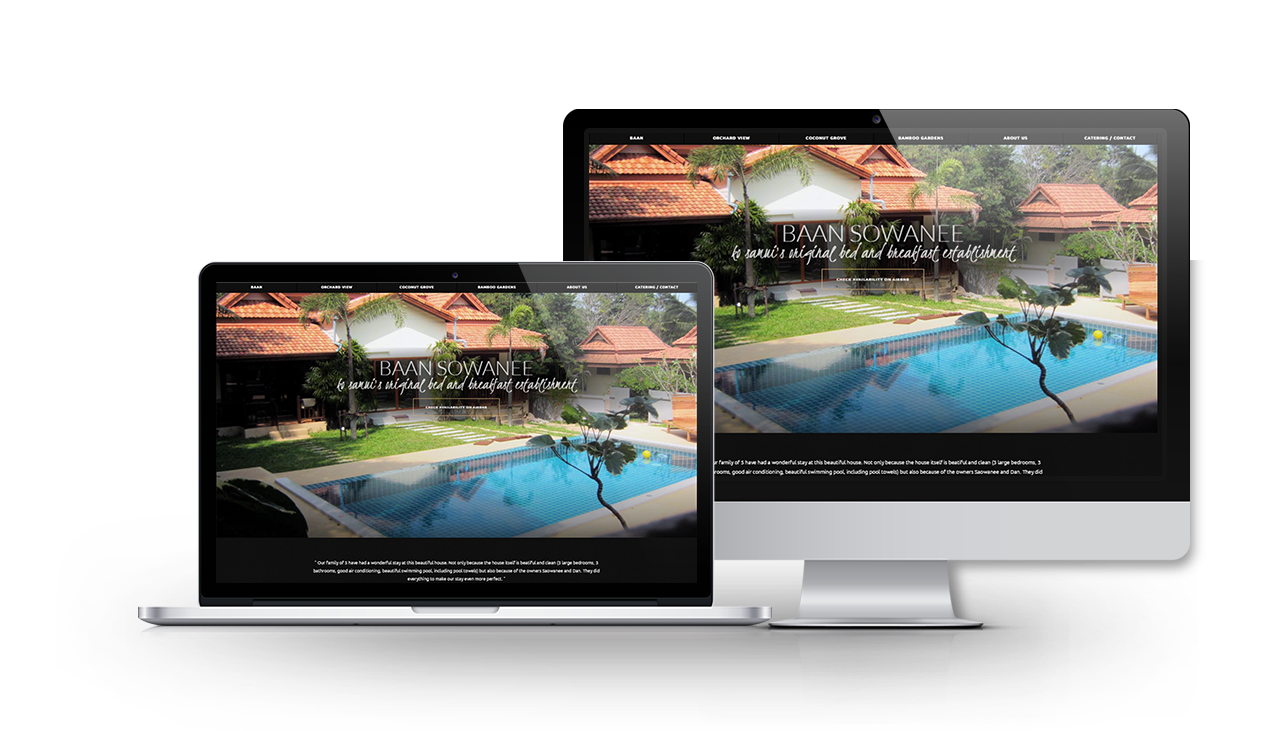 BAAN ORCHARD VIEW COCONUT GROVE BAMBOO GARDENS ABOUT US CATERING / CONTACT
BAAN SOWANEE
ko samui's original bed and breakfast establishment
CHECK AVAILABILITY ON AIRBNB
ur family of 5 have had a wonderful stay at this beautiful house. Not only because the house itself is beatiful and clean (3 large bedrooms, 3
hrooms, good air conditioning, beautiful swimming pool, including pool towels) but also because of the owners Saowanee and Dan. They did
BAAN ORCHARD VIEW COCONUT GROVE BAMBOO GARDENS ABOUT US CATERING / CONTACT
BAAN SOWANEE
ko samui's original bed and breakfast establishment
CHECK AVAILABILITY ON AIRBNB
" Our family of 5 have had a wonderful stay at this beautiful house. Not only because the house itself is beatiful and clean (3 large bedrooms, 3
bathrooms, good air conditioning, beautiful swimming pool, including pool towels) but also because of the owners Saowanee and Dan. They did
everything to make our stay even more perfect. "